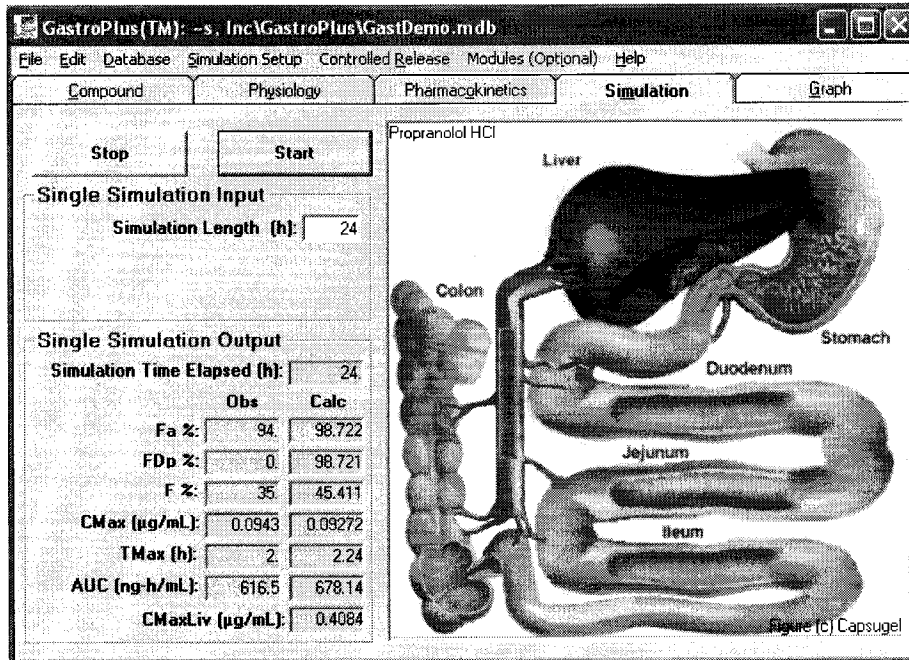 GastroPlus(TM): -s, Inc\GastroPlus\GastDemo.mdb
File Edit Database Simulation Setup Controlled Release Modules (Optional) Help
Compound Physiology Pharmacokinetics Simulation Graph
Stop Start
Single Simulation Input
Simulation Length (h): 24
Single Simulation Output
Simulation Time Elapsed (h): 24.
Obs Calc
Fa %: 94. 98.722
FDp %: 0. 98.721
F %: 35. 45.411
CMax (µg/mL): 0.0943 0.09272
TMax (h): 2. 2.24
AUC (ng-h/mL): 616.5 678.14
CMaxLiv (µg/mL): 0.4084
Propranolol HCl
Liver
Colon
Stomach
Duodenum
Jejunum
Ileum
Figure (c) Capsugel